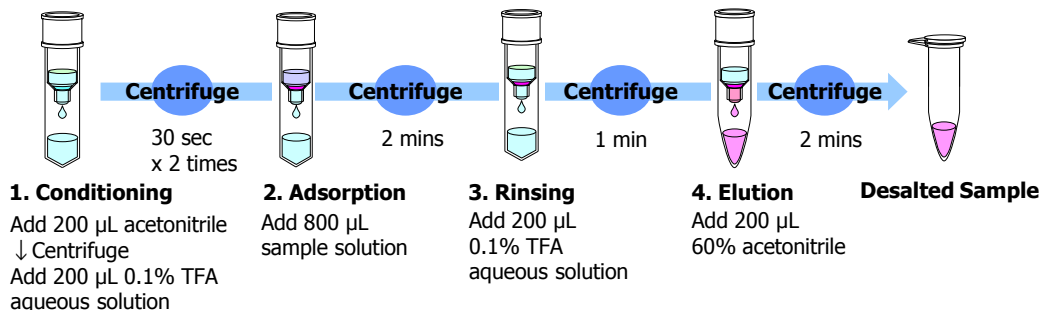 Centrifuge
Centrifuge
Centrifuge
Centrifuge
30 sec
x 2 times
2 mins
1 min
2 mins
1. Conditioning
Add 200 µL acetonitrile
↓ Centrifuge
Add 200 µL 0.1% TFA
aqueous solution
2. Adsorption
Add 800 µL
sample solution
3. Rinsing
Add 200 µL
0.1% TFA
aqueous solution
4. Elution
Add 200 µL
60% acetonitrile
Desalted Sample